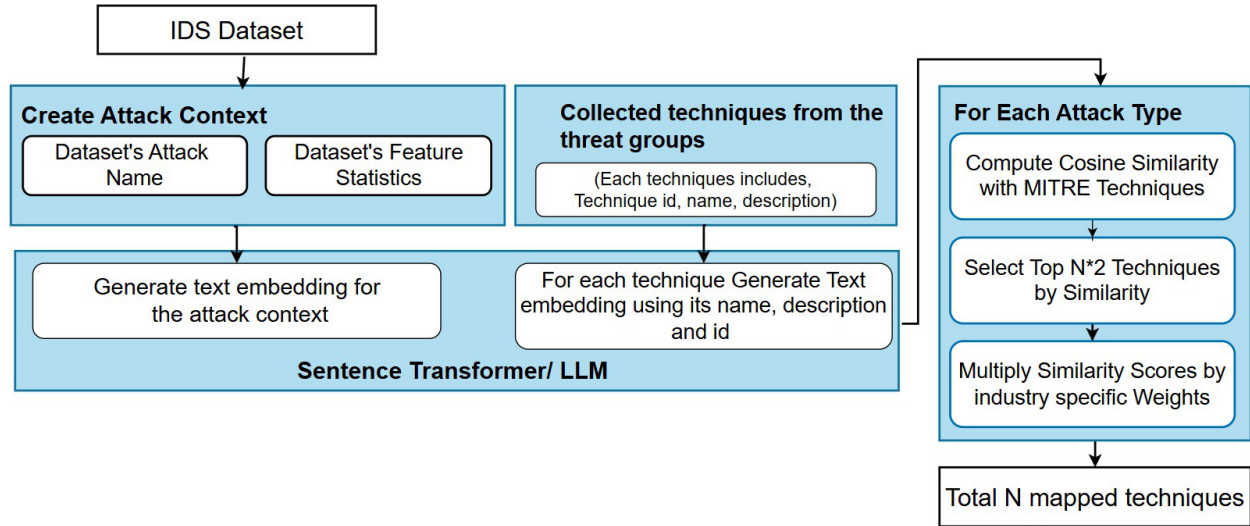 IDS Dataset
Create Attack Context
Dataset's Attack
Name
Dataset's Feature
Statistics
Collected techniques from the
threat groups
(Each techniques includes,
Technique id, name, description)
Generate text embedding for
the attack context
For each technique Generate Text
embedding using its name, description
and id
Sentence Transformer/ LLM
For Each Attack Type
Compute Cosine Similarity
with MITRE Techniques
Select Top N*2 Techniques
by Similarity
Multiply Similarity Scores by
industry specific Weights
Total N mapped techniques